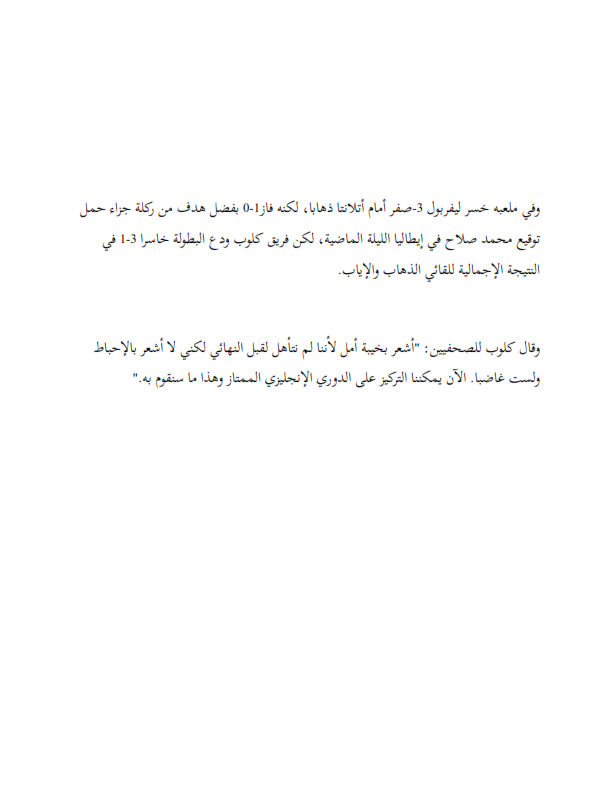 وفي ملعبه خسر ليفربول 3-صفر أمام أتلانتا ذهابا، لكنه فاز1-0 بفضل هدف من ركلة جزاء حمل
توقيع محمد صلاح في إيطاليا الليلة الماضية، لكن فريق كلوب ودع البطولة خاسرا 3-1 في
النتيجة الإجمالية للقائي الذهاب والإياب.
وقال كلوب للصحفيين: "أشعر بخيبة أمل لأننا لم نتأهل لقبل النهائي لكني لا أشعر بالإحباط
ولست غاضبا. الآن يمكننا التركيز على الدوري الإنجليزي الممتاز وهذا ما سنقوم به."